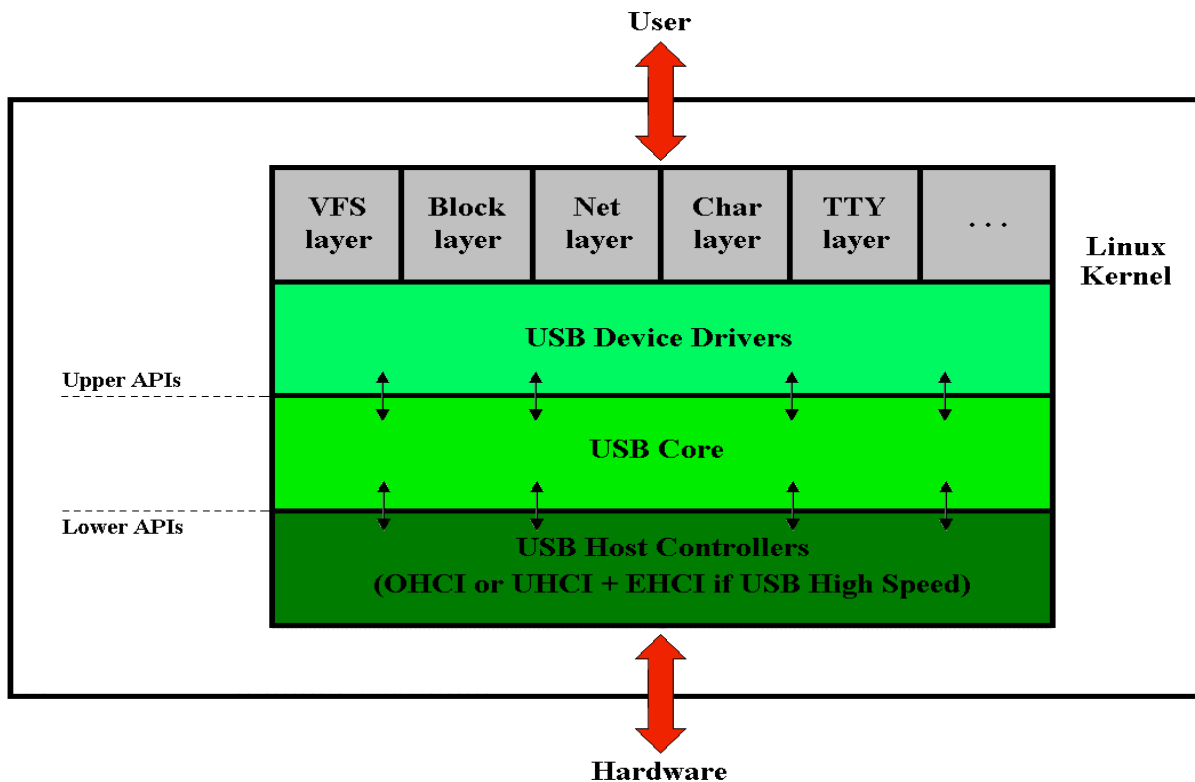 User
VFS
layer
Block
layer
Net
layer
Char
layer
TTY
layer
. . .
Linux
Kernel
USB Device Drivers
Upper APIs
USB Core
Lower APIs
USB Host Controllers
(OHCI or UHCI + EHCI if USB High Speed)
Hardware